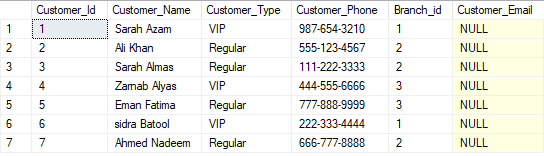 Customer_Id Customer_Name Customer_Type Customer_Phone Branch_id Customer_Email
1 1 Sarah Azam VIP 987-654-3210 1 NULL
2 2 Ali Khan Regular 555-123-4567 2 NULL
3 3 Sarah Almas Regular 111-222-3333 2 NULL
4 4 Zarnab Alyas VIP 444-555-6666 3 NULL
5 5 Eman Fatima Regular 777-888-9999 3 NULL
6 6 sidra Batool VIP 222-333-4444 1 NULL
7 7 Ahmed Nadeem Regular 666-777-8888 2 NULL